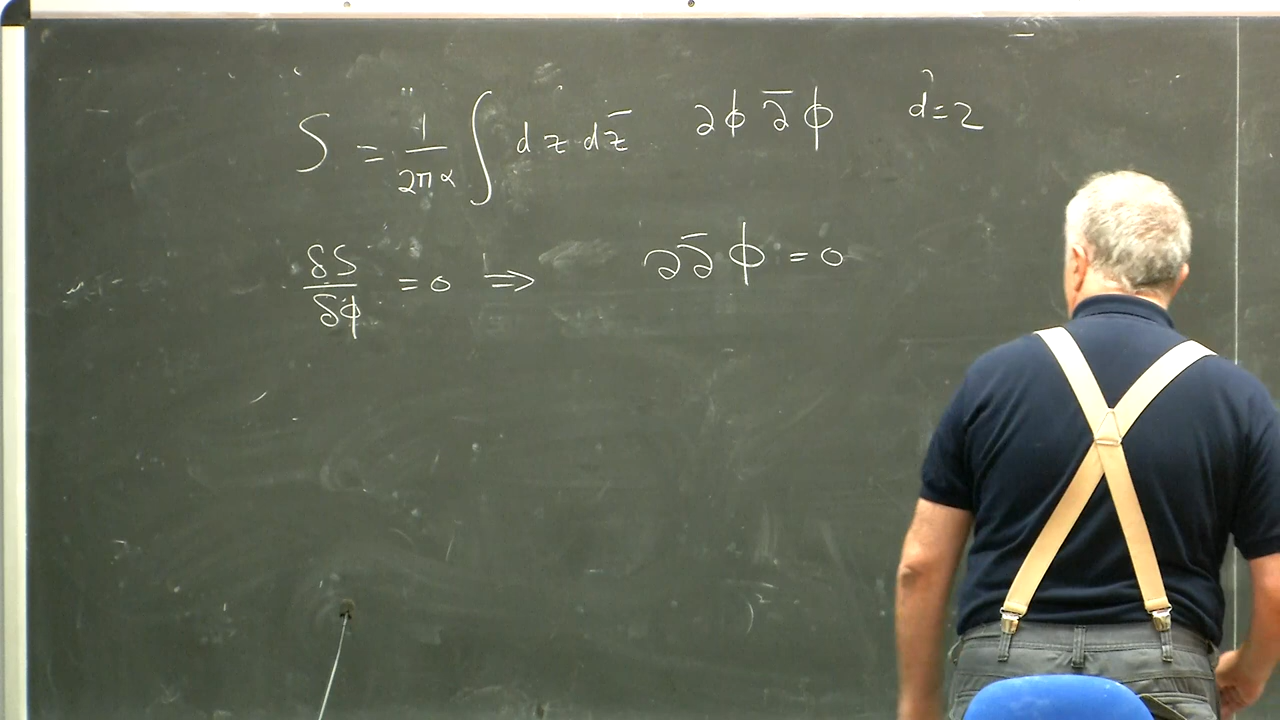 S = 1/2πα ∫ dz dz̄ ∂ϕ ∂̄ϕ d=2
δS/δϕ = 0 ⇒ ∂∂̄ϕ = 0